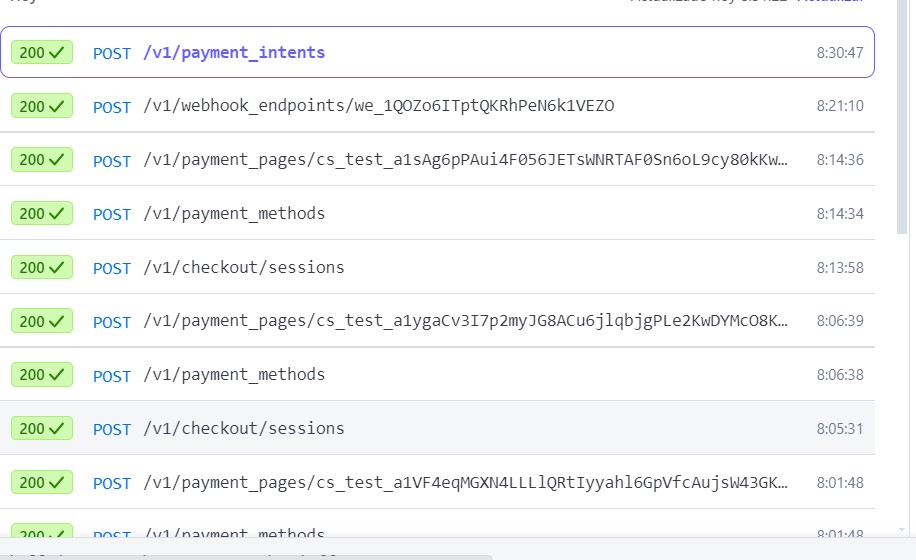 200 POST /v1/payment_intents 8:30:47
200 POST /v1/webhook_endpoints/we_1QOZo6ITptQKRhPeN6k1VEZO 8:21:10
200 POST /v1/payment_pages/cs_test_a1sAg6pPAui4F056JETsWNRTAF0Sn6oL9cy80kKw… 8:14:36
200 POST /v1/payment_methods 8:14:34
200 POST /v1/checkout/sessions 8:13:58
200 POST /v1/payment_pages/cs_test_a1ygaCv3I7p2myJG8ACu6jlqbjgPLe2KwDYMcO8K… 8:06:39
200 POST /v1/payment_methods 8:06:38
200 POST /v1/checkout/sessions 8:05:31
200 POST /v1/payment_pages/cs_test_a1VF4eqMGXN4LLLlQRtIyyahl6GpVfcAujsW43GK… 8:01:48
200 POST /v1/payment_methods 8:01:48